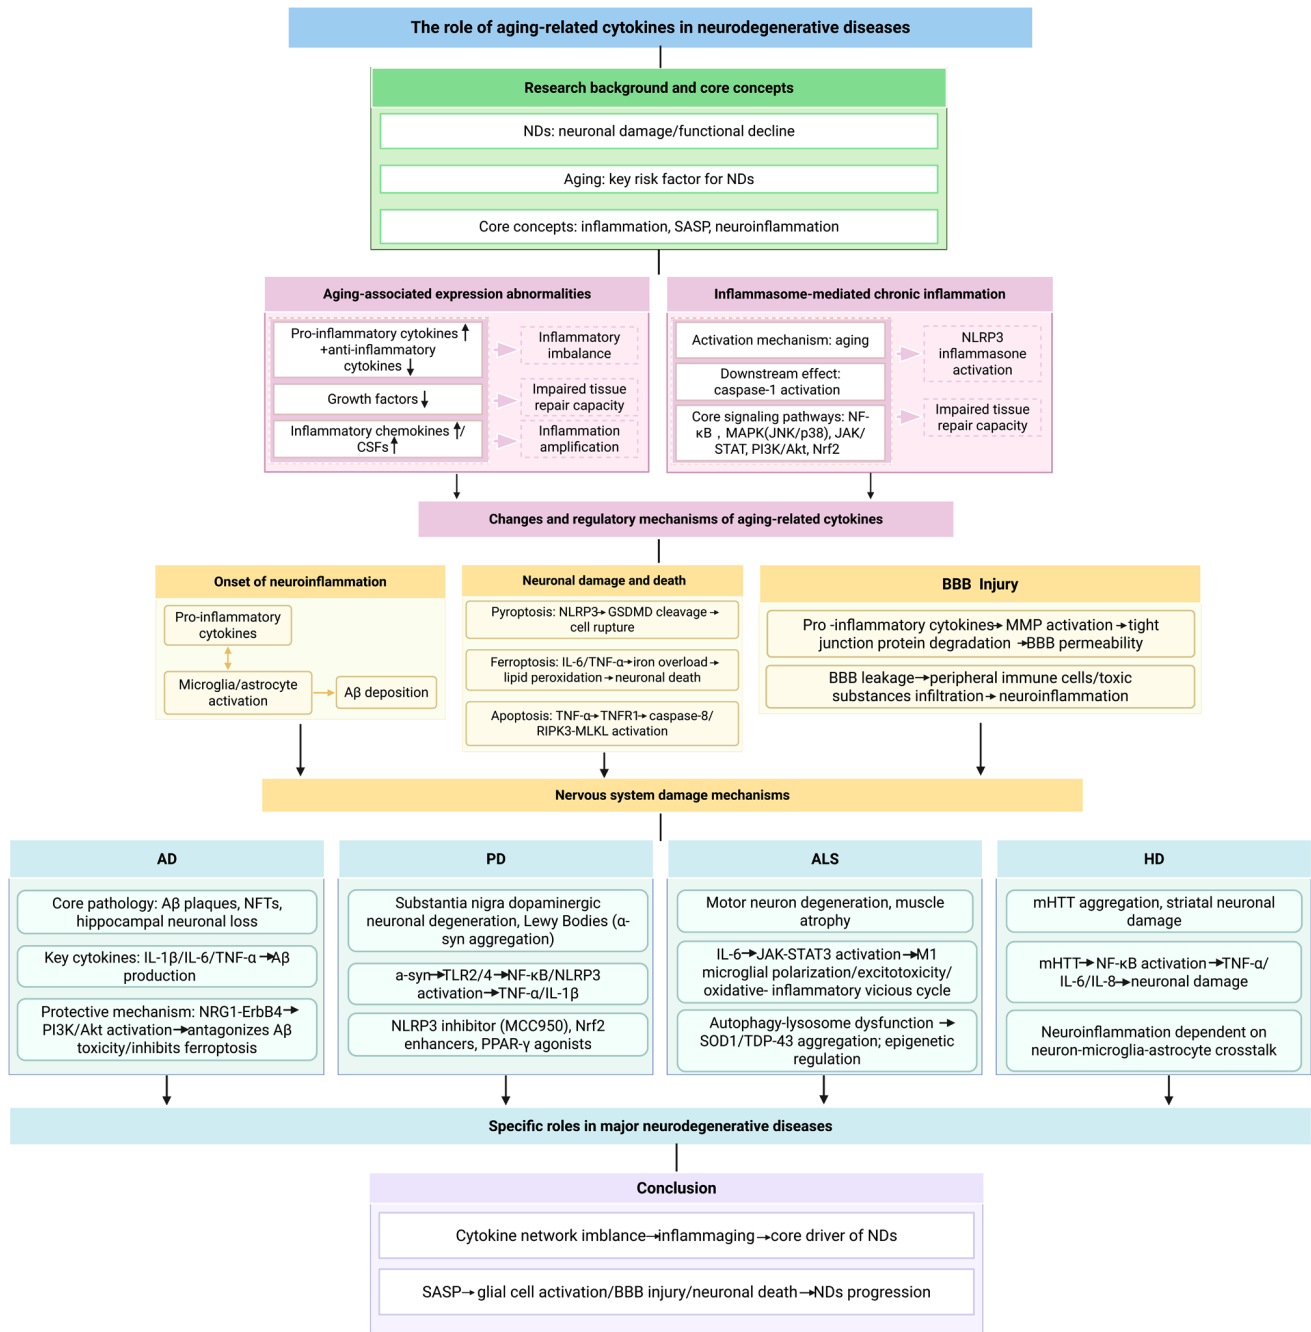 The role of aging-related cytokines in neurodegenerative diseases
Research background and core concepts
NDs: neuronal damage/functional decline
Aging: key risk factor for NDs
Core concepts: inflammation, SASP, neuroinflammation
Aging-associated expression abnormalities
Pro-inflammatory cytokines ↑
+anti-inflammatory
cytokines ↓
Inflammatory
imbalance
Growth factors ↓
Impaired tissue
repair capacity
Inflammatory chemokines ↑/
CSFs ↑
Inflammation
amplification
Inflammasome-mediated chronic inflammation
Activation mechanism: aging
NLRP3
inflammasone
activation
Downstream effect:
caspase-1 activation
Core signaling pathways: NF-
κB , MAPK(JNK/p38), JAK/
STAT, PI3K/Akt, Nrf2
Impaired tissue
repair capacity
Changes and regulatory mechanisms of aging-related cytokines
Onset of neuroinflammation
Pro-inflammatory
cytokines
Microglia/astrocyte
activation
Aβ deposition
Neuronal damage and death
Pyroptosis: NLRP3→ GSDMD cleavage →
cell rupture
Ferroptosis: IL-6/TNF-α→iron overload→
lipid peroxidation→neuronal death
Apoptosis: TNF-α→TNFR1→caspase-8/
RIPK3-MLKL activation
BBB Injury
Pro -inflammatory cytokines→MMP activation →tight
junction protein degradation →BBB permeability
BBB leakage→peripheral immune cells/toxic
substances infiltration→ neuroinflammation
Nervous system damage mechanisms
AD
Core pathology: Aβ plaques, NFTs,
hippocampal neuronal loss
Key cytokines: IL-1β/IL-6/TNF-α →Aβ
production
Protective mechanism: NRG1-ErbB4→
PI3K/Akt activation→antagonizes Aβ
toxicity/inhibits ferroptosis
PD
Substantia nigra dopaminergic
neuronal degeneration, Lewy Bodies (α-
syn aggregation)
a-syn→TLR2/4→NF-κB/NLRP3
activation→TNF-α/IL-1β
NLRP3 inhibitor (MCC950), Nrf2
enhancers, PPAR-γ agonists
ALS
Motor neuron degeneration, muscle
atrophy
IL-6→JAK-STAT3 activation→M1
microglial polarization/excitotoxicity/
oxidative- inflammatory vicious cycle
Autophagy-lysosome dysfunction →
SOD1/TDP-43 aggregation; epigenetic
regulation
HD
mHTT aggregation, striatal neuronal
damage
mHTT→NF-κB activation→TNF-α/
IL-6/IL-8→neuronal damage
Neuroinflammation dependent on
neuron-microglia-astrocyte crosstalk
Specific roles in major neurodegenerative diseases
Conclusion
Cytokine network imblance→inflammaging→core driver of NDs
SASP→ glial cell activation/BBB injury/neuronal death→NDs progression